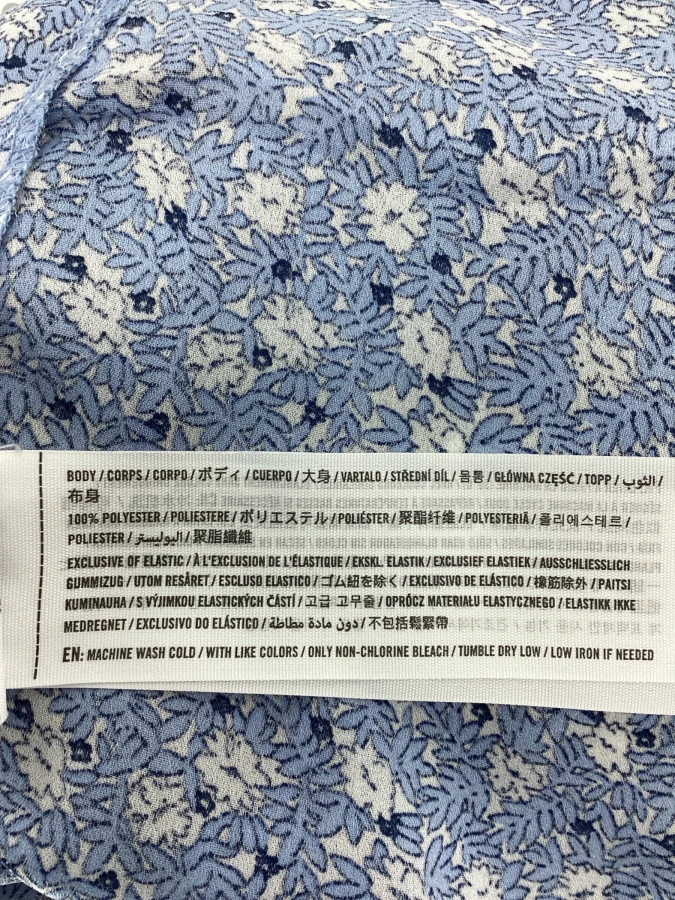 BODY / CORPS / CORPO / ボディ / CUERPO / 大身 / VARTALO / STŘEDNÍ DÍL / 몸통 / GŁÓWNA CZĘŚĆ / TOPP / الثوب /
布身
100% POLYESTER / POLIESTERE / ポリエステル / POLIÉSTER / 聚酯纤维 / POLYESTERIÄ / 폴리에스테르 /
POLIESTER / البوليستر / 聚脂纖維
EXCLUSIVE OF ELASTIC / À L'EXCLUSION DE L'ÉLASTIQUE / EKSKL. ELASTIK / EXCLUSIEF ELASTIEK / AUSSCHLIESSLICH
GUMMIZUG / UTOM RESÅRET / ESCLUSO ELASTICO / ゴム紐を除く / EXCLUSIVO DE ELÁSTICO / 橡筋除外 / PAITSI
KUMINAUHA / S VÝJIMKOU ELASTICKÝCH ČÁSTÍ / 고급 고무줄 / OPRÓCZ MATERIAŁU ELASTYCZNEGO / ELASTIKK IKKE
MEDREGNET / EXCLUSIVO DO ELÁSTICO / دون مادة مطاطة / 不包括鬆緊帶
EN: MACHINE WASH COLD / WITH LIKE COLORS / ONLY NON-CHLORINE BLEACH / TUMBLE DRY LOW / LOW IRON IF NEEDED